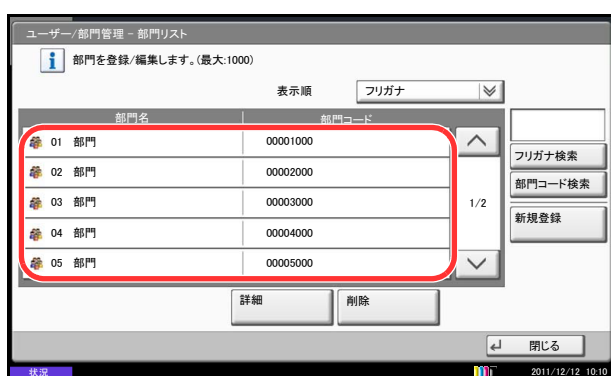 ユーザー/部門管理 - 部門リスト
i 部門を登録/編集します。(最大:1000)
表示順 フリガナ
部門名 部門コード
01 部門 00001000
02 部門 00002000
03 部門 00003000
04 部門 00004000
05 部門 00005000
1/2
フリガナ検索
部門コード検索
新規登録
詳細 削除
閉じる
状況 2011/12/12 10:10